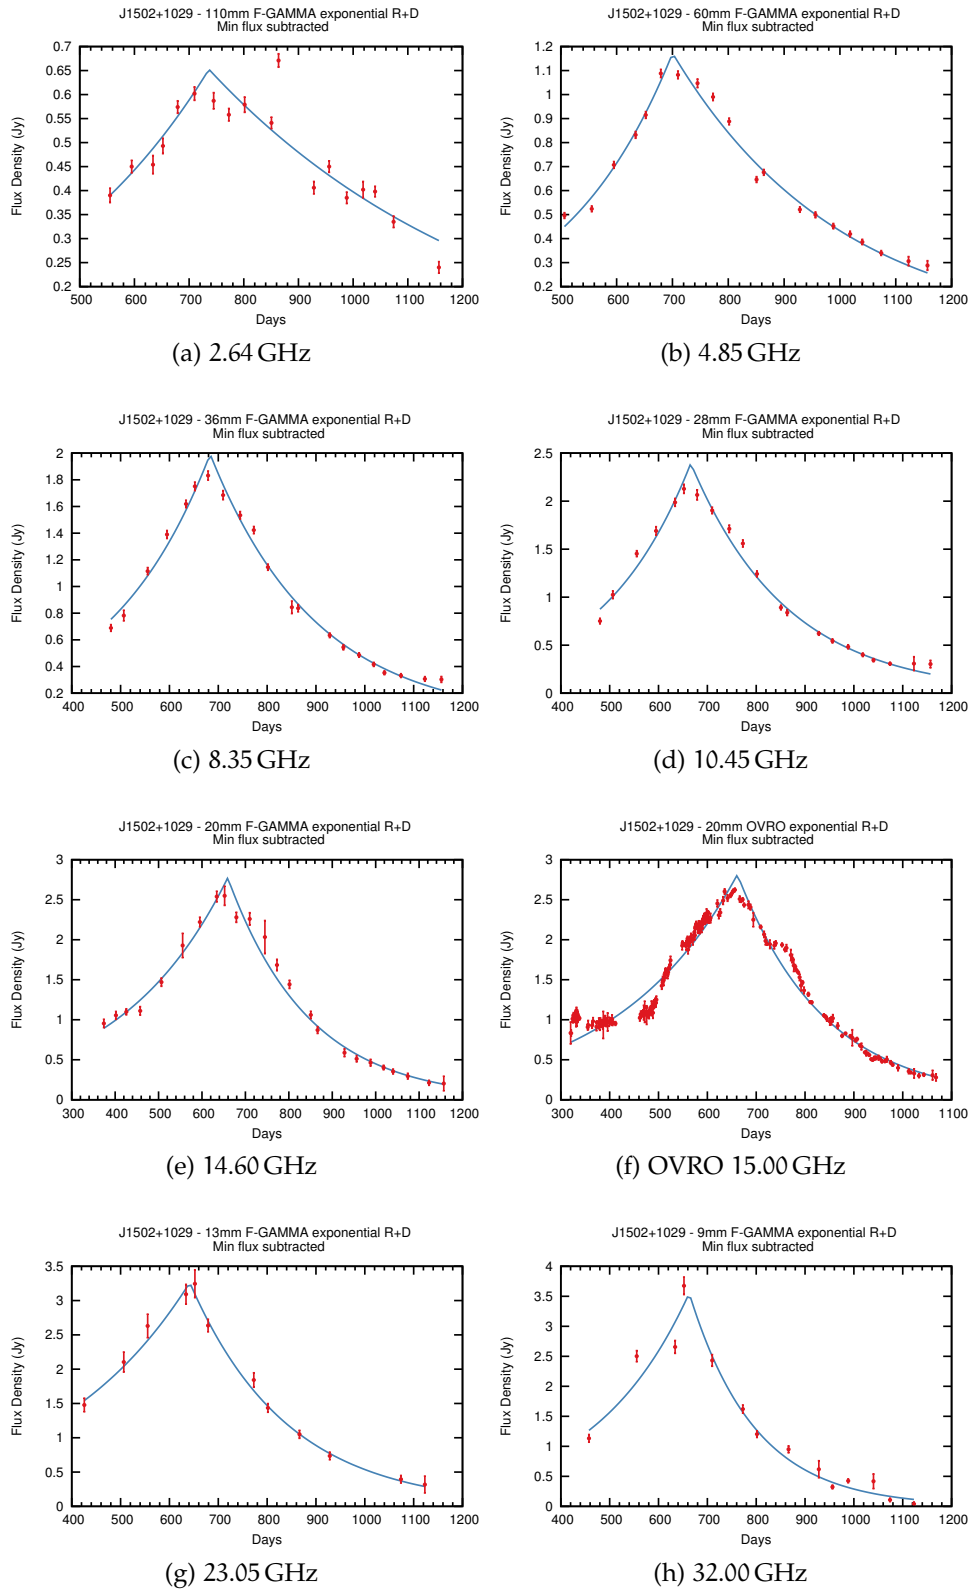 J1502+1029 - 110mm F-GAMMA exponential R+D
Min flux subtracted
Flux Density (Jy)
0.7
0.65
0.6
0.55
0.5
0.45
0.4
0.35
0.3
0.25
0.2
500 600 700 800 900 1000 1100 1200
Days
(a) 2.64 GHz
J1502+1029 - 60mm F-GAMMA exponential R+D
Min flux subtracted
Flux Density (Jy)
1.2
1.1
1
0.9
0.8
0.7
0.6
0.5
0.4
0.3
0.2
500 600 700 800 900 1000 1100 1200
Days
(b) 4.85 GHz
J1502+1029 - 36mm F-GAMMA exponential R+D
Min flux subtracted
Flux Density (Jy)
2
1.8
1.6
1.4
1.2
1
0.8
0.6
0.4
0.2
400 500 600 700 800 900 1000 1100 1200
Days
(c) 8.35 GHz
J1502+1029 - 28mm F-GAMMA exponential R+D
Min flux subtracted
Flux Density (Jy)
2.5
2
1.5
1
0.5
0
400 500 600 700 800 900 1000 1100 1200
Days
(d) 10.45 GHz
J1502+1029 - 20mm F-GAMMA exponential R+D
Min flux subtracted
Flux Density (Jy)
3
2.5
2
1.5
1
0.5
0
300 400 500 600 700 800 900 1000 1100 1200
Days
(e) 14.60 GHz
J1502+1029 - 20mm OVRO exponential R+D
Min flux subtracted
Flux Density (Jy)
3
2.5
2
1.5
1
0.5
0
300 400 500 600 700 800 900 1000 1100
Days
(f) OVRO 15.00 GHz
J1502+1029 - 13mm F-GAMMA exponential R+D
Min flux subtracted
Flux Density (Jy)
3.5
3
2.5
2
1.5
1
0.5
0
400 500 600 700 800 900 1000 1100 1200
Days
(g) 23.05 GHz
J1502+1029 - 9mm F-GAMMA exponential R+D
Min flux subtracted
Flux Density (Jy)
4
3.5
3
2.5
2
1.5
1
0.5
0
400 500 600 700 800 900 1000 1100 1200
Days
(h) 32.00 GHz